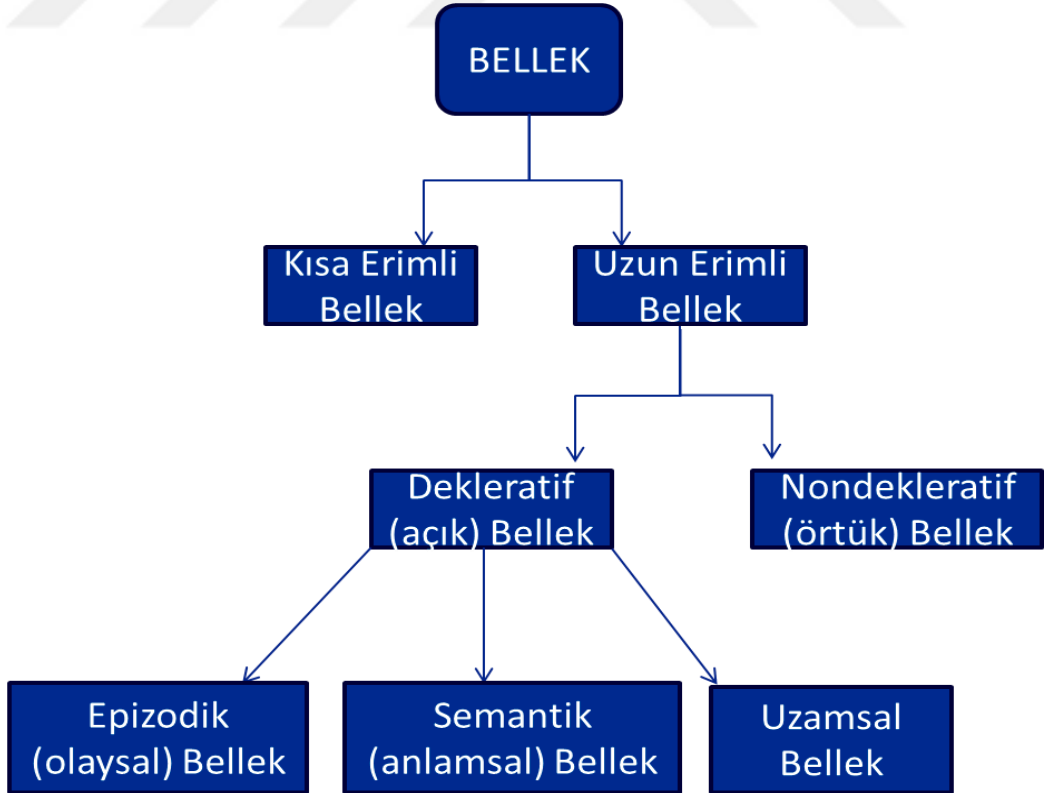 BELLEK
Kısa Erimli
Bellek
Uzun Erimli
Bellek
Dekleratif
(açık) Bellek
Nondekleratif
(örtük) Bellek
Epizodik
(olaysal) Bellek
Semantik
(anlamsal) Bellek
Uzamsal
Bellek